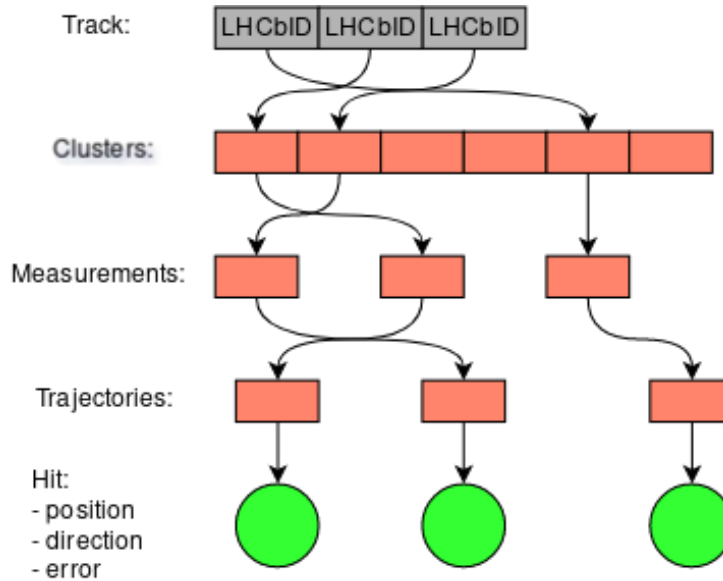 Track:
LHCbID LHCbID LHCbID
Clusters:
Measurements:
Trajectories:
Hit:
- position
- direction
- error